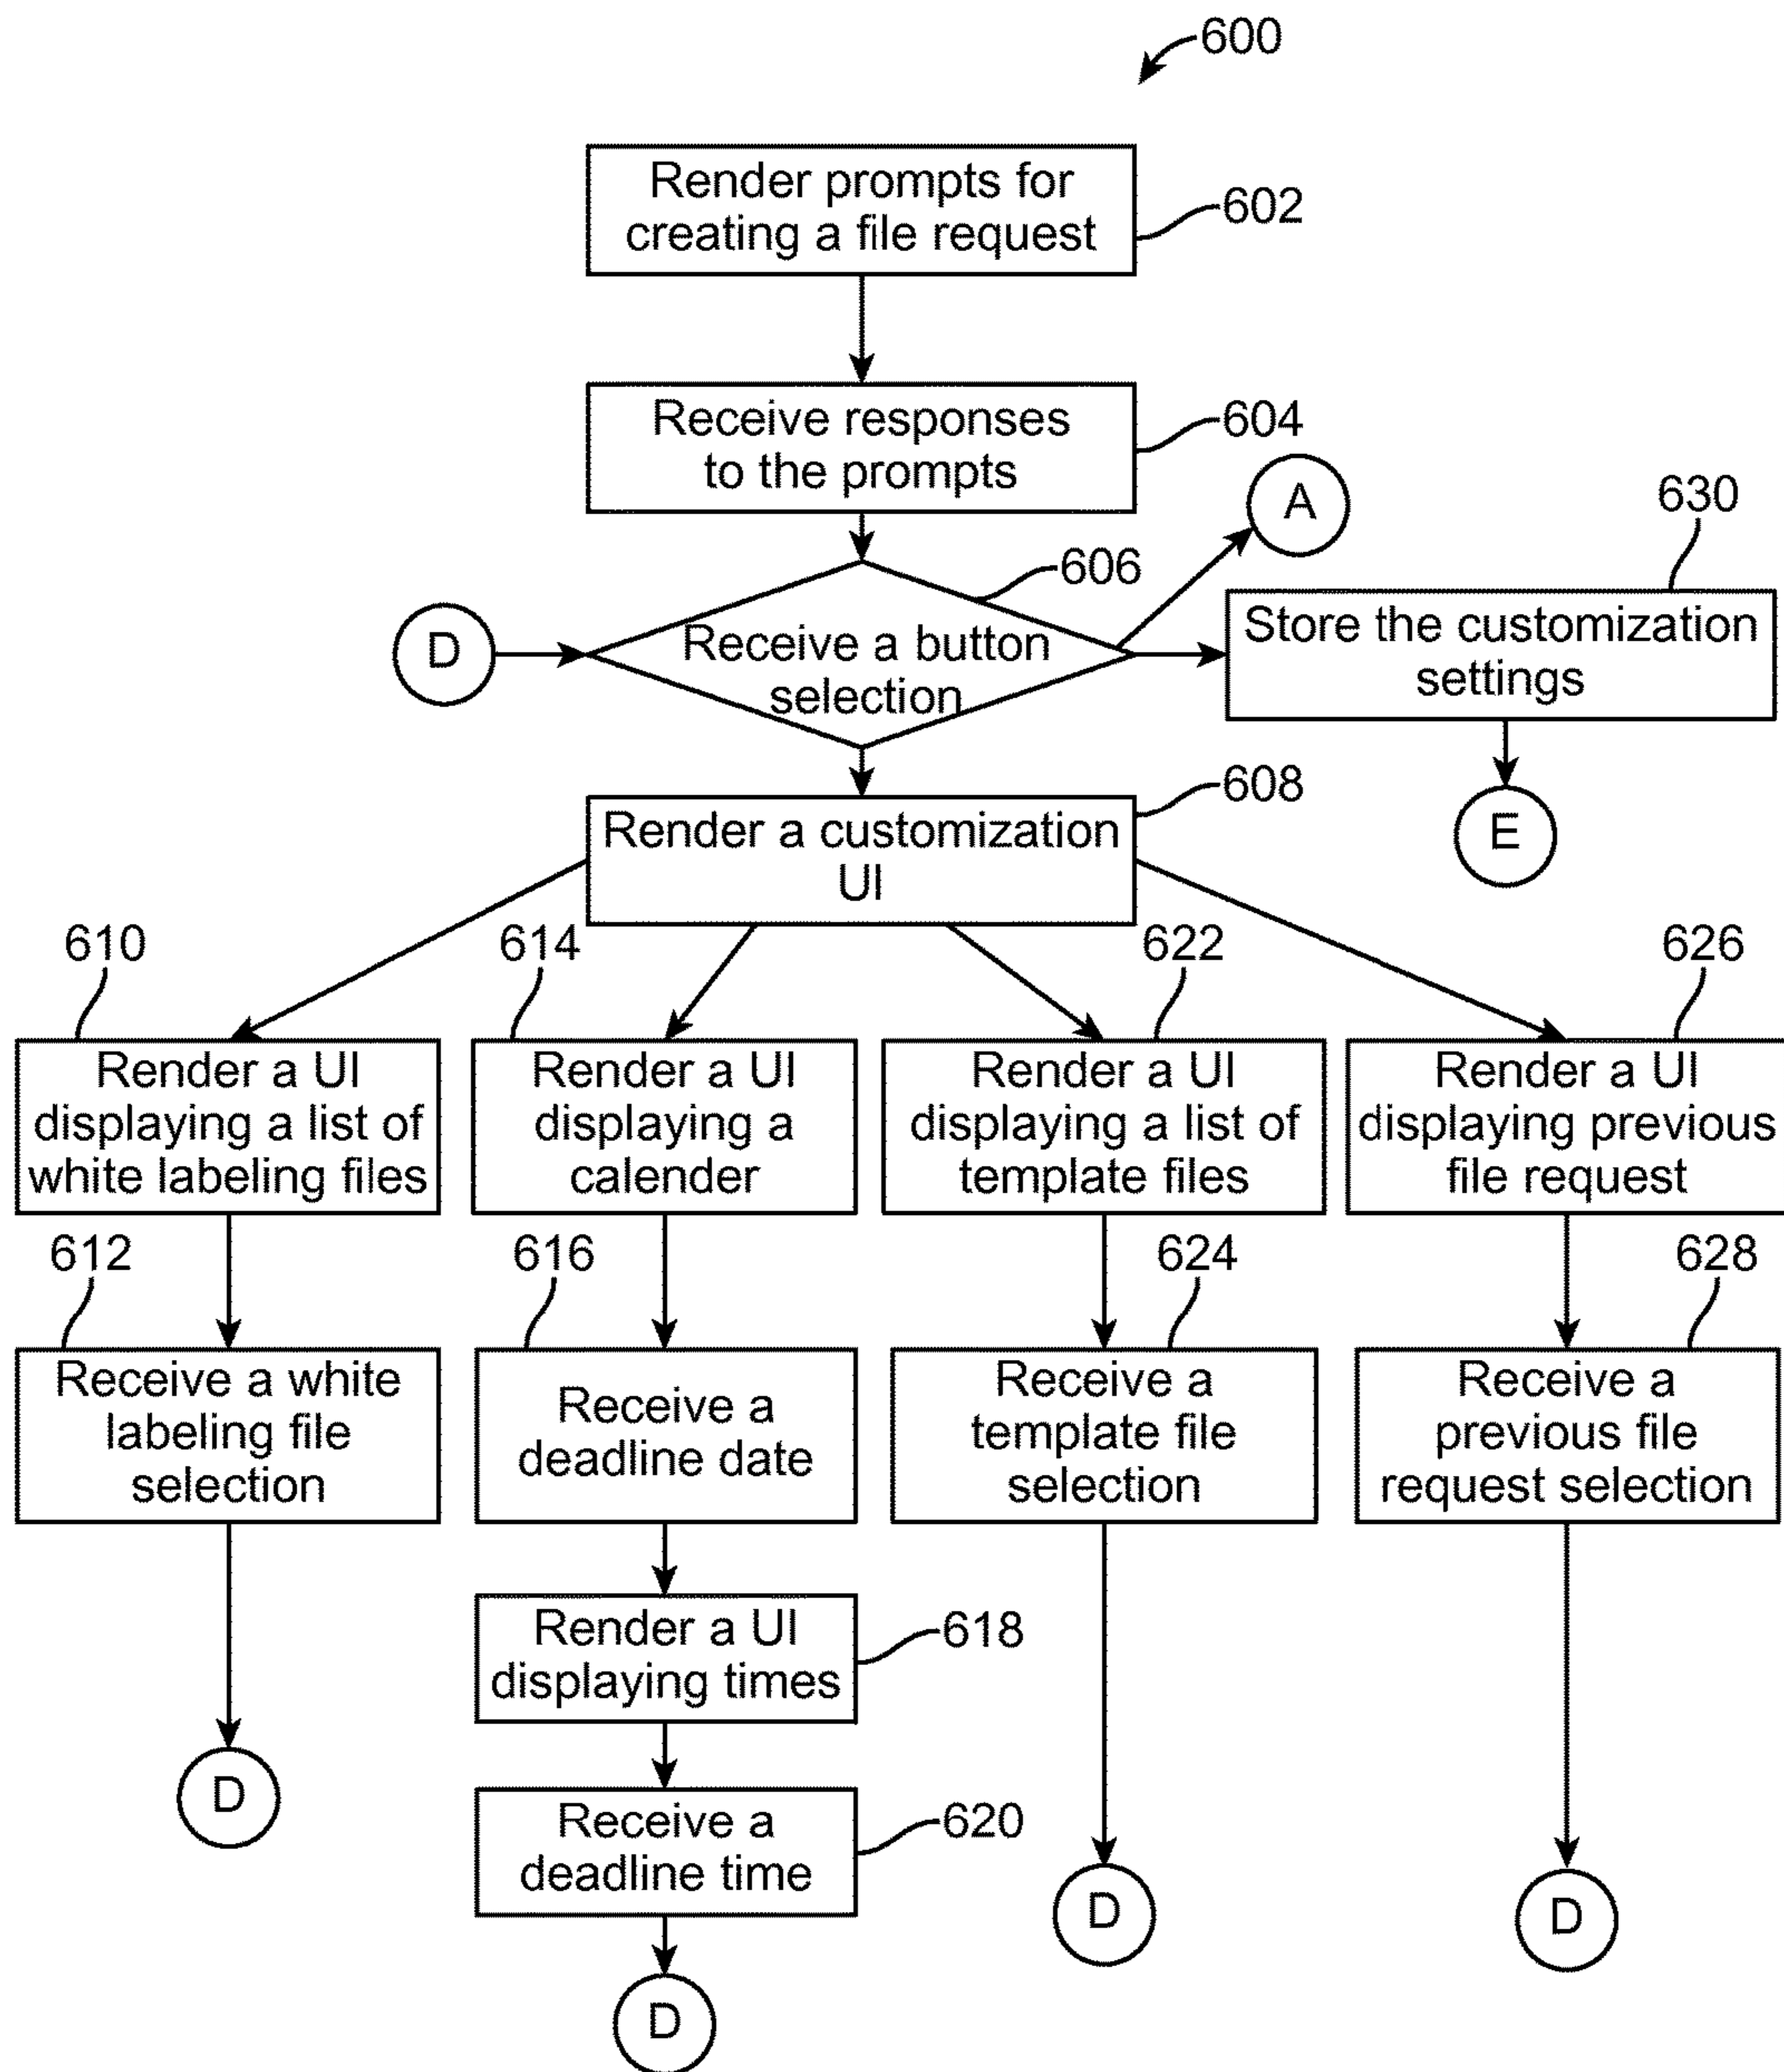 600
Render prompts for
creating a file request
602
Receive responses
to the prompts
604
A
630
606
D
Receive a button
selection
Store the customization
settings
608
Render a customization
UI
E
610
614
622
626
Render a UI
displaying a list of
white labeling files
Render a UI
displaying a
calender
Render a UI
displaying a list of
template files
Render a UI
displaying previous
file request
612
616
624
628
Receive a white
labeling file
selection
Receive a
deadline date
Receive a
template file
selection
Receive a
previous file
request selection
Render a UI
displaying times
618
D
Receive a
deadline time
620
D
D
D